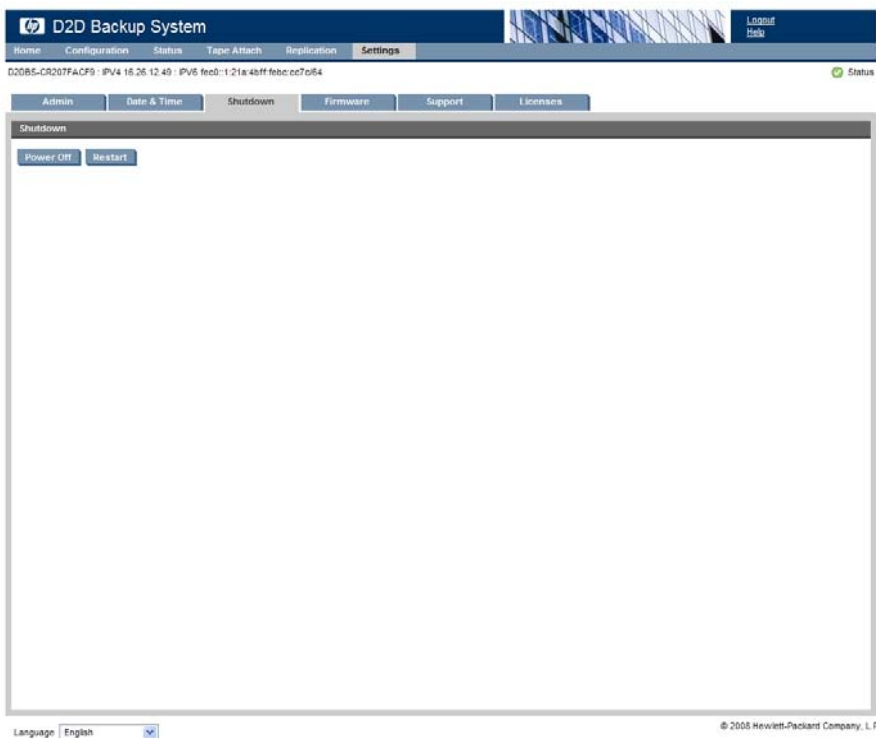 hp D2D Backup System
Logout
Help
Home Configuration Status Tape Attach Replication Settings
D2DBS-CR207FACF9 : IPV4 16.26.12.49 : IPV6 fec0::1:21a:4bff:febc:cc7c/64
Status
Admin Date & Time Shutdown Firmware Support Licenses
Shutdown
Power Off Restart
Language English
© 2008 Hewlett-Packard Company, L.P